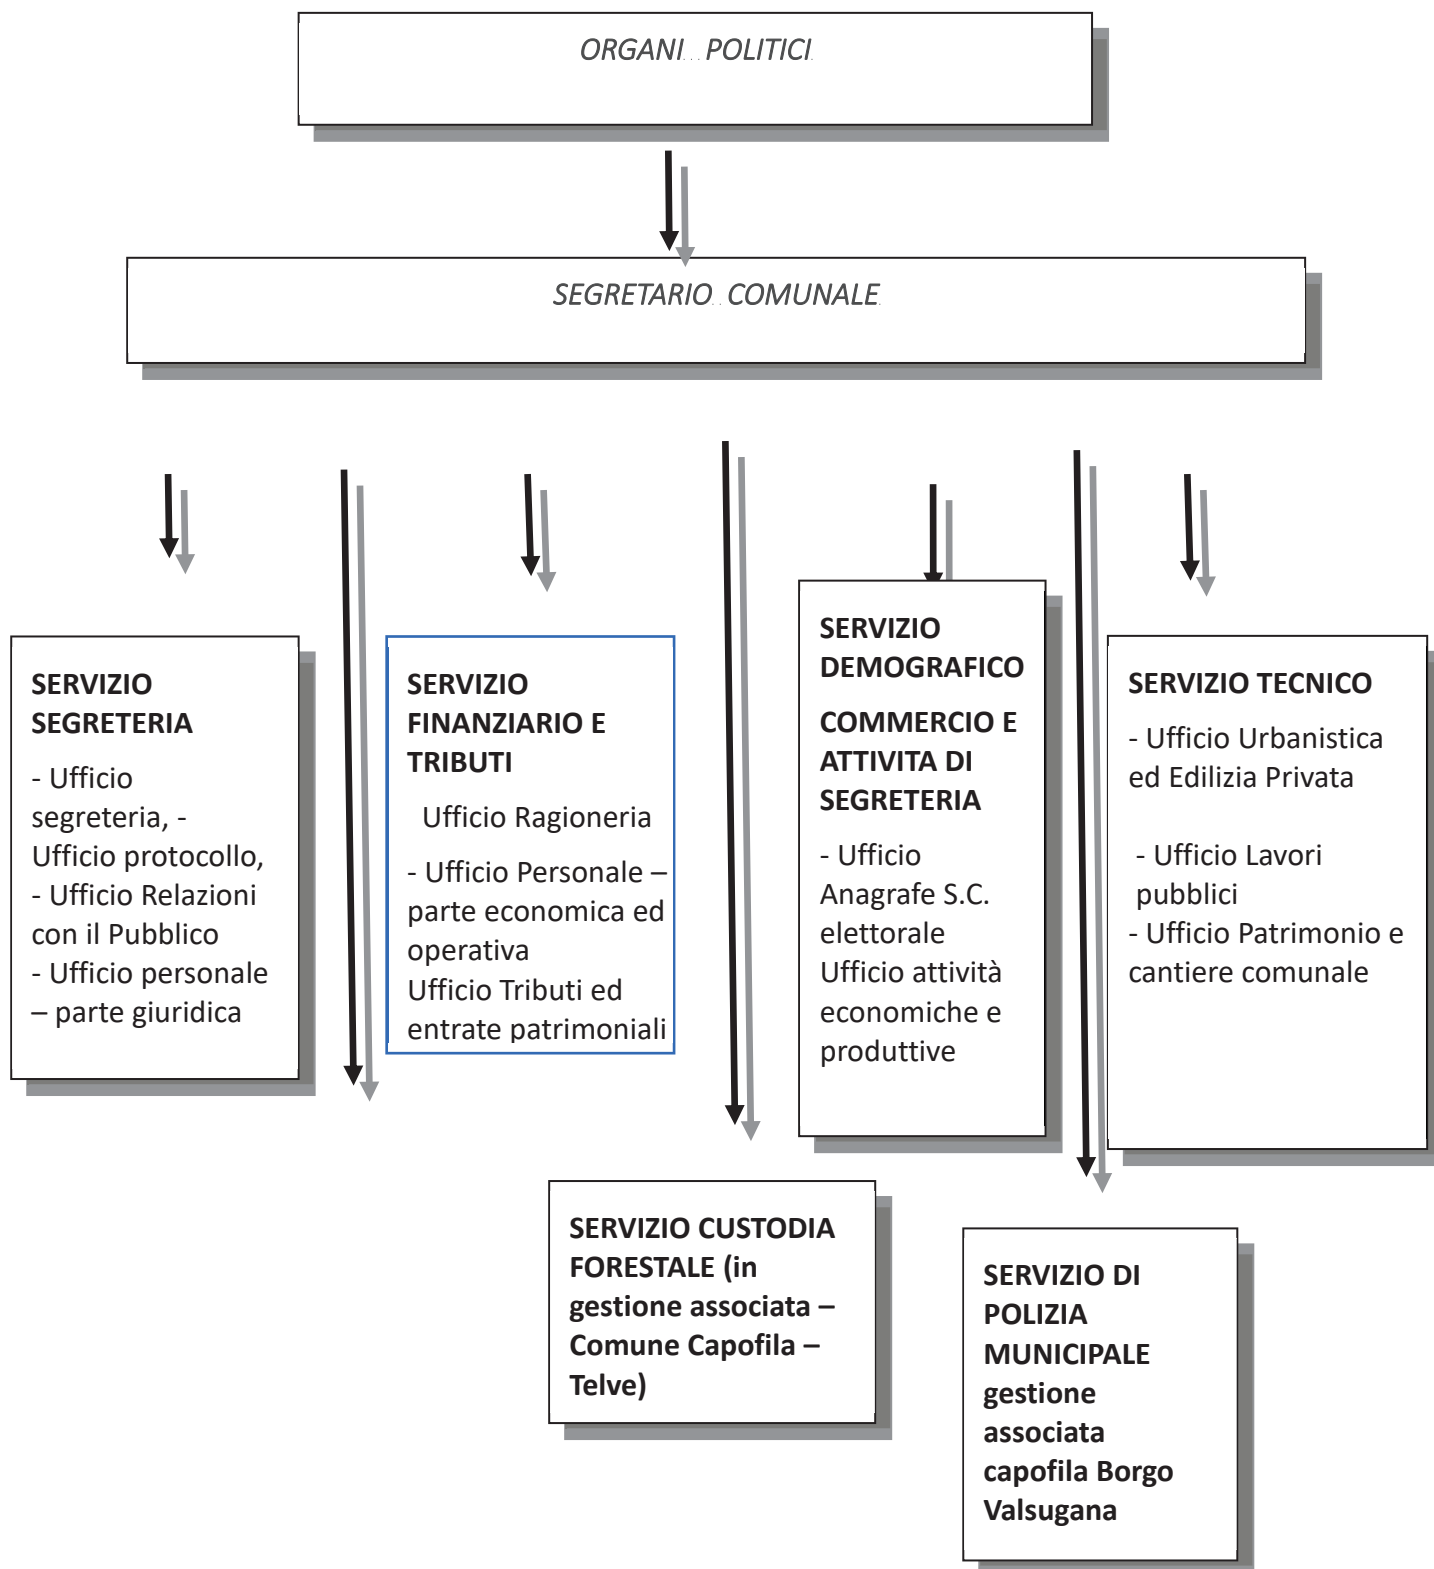 ORGANI...POLITICI.
SEGRETARIO..COMUNALE.
SERVIZIO
SEGRETERIA
- Ufficio
segreteria, -
Ufficio protocollo,
- Ufficio Relazioni
con il Pubblico
- Ufficio personale
– parte giuridica
SERVIZIO
FINANZIARIO E
TRIBUTI
Ufficio Ragioneria
- Ufficio Personale –
parte economica ed
operativa
Ufficio Tributi ed
entrate patrimoniali
SERVIZIO
DEMOGRAFICO
COMMERCIO E
ATTIVITA DI
SEGRETERIA
- Ufficio
Anagrafe S.C.
elettorale
Ufficio attività
economiche e
produttive
SERVIZIO TECNICO
- Ufficio Urbanistica
ed Edilizia Privata
- Ufficio Lavori
pubblici
- Ufficio Patrimonio e
cantiere comunale
SERVIZIO CUSTODIA
FORESTALE (in
gestione associata –
Comune Capofila –
Telve)
SERVIZIO DI
POLIZIA
MUNICIPALE
gestione
associata
capofila Borgo
Valsugana